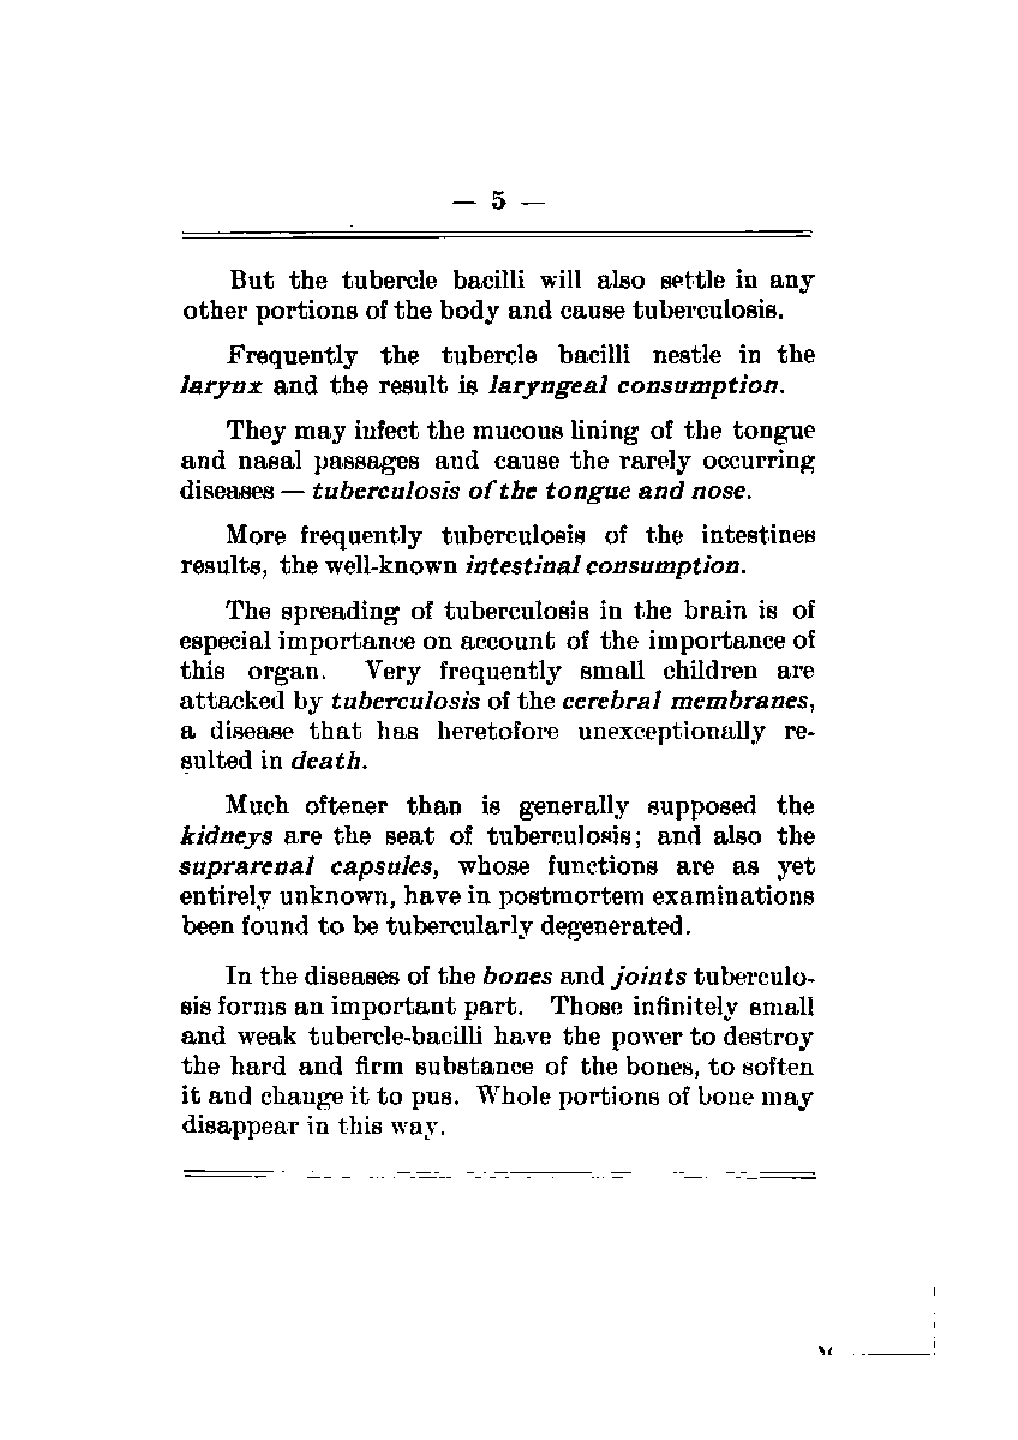 — 5 —
But the tubercle bacilli will also settle in any
other portions of the body and cause tuberculosis.
Frequently the tubercle bacilli nestle in the
larynx and the result is laryngeal consumption.
They may infect the mucous lining of the tongue
and nasal passages and cause the rarely occurring
diseases — tuberculosis of the tongue and nose.
More frequently tuberculosis of the intestines
results, the well-known intestinal consumption.
The spreading of tuberculosis in the brain is of
especial importance on account of the importance of
this organ. Very frequently small children are
attacked by tuberculosis of the cerebral membranes,
a disease that has heretofore unexceptionally re-
sulted in death.
Much oftener than is generally supposed the
kidneys are the seat of tuberculosis; and also the
suprarenal capsules, whose functions are as yet
entirely unknown, have in postmortem examinations
been found to be tubercularly degenerated.
In the diseases of the bones and joints tuberculo-
sis forms an important part. Those infinitely small
and weak tubercle-bacilli have the power to destroy
the hard and firm substance of the bones, to soften
it and change it to pus. Whole portions of bone may
disappear in this way.